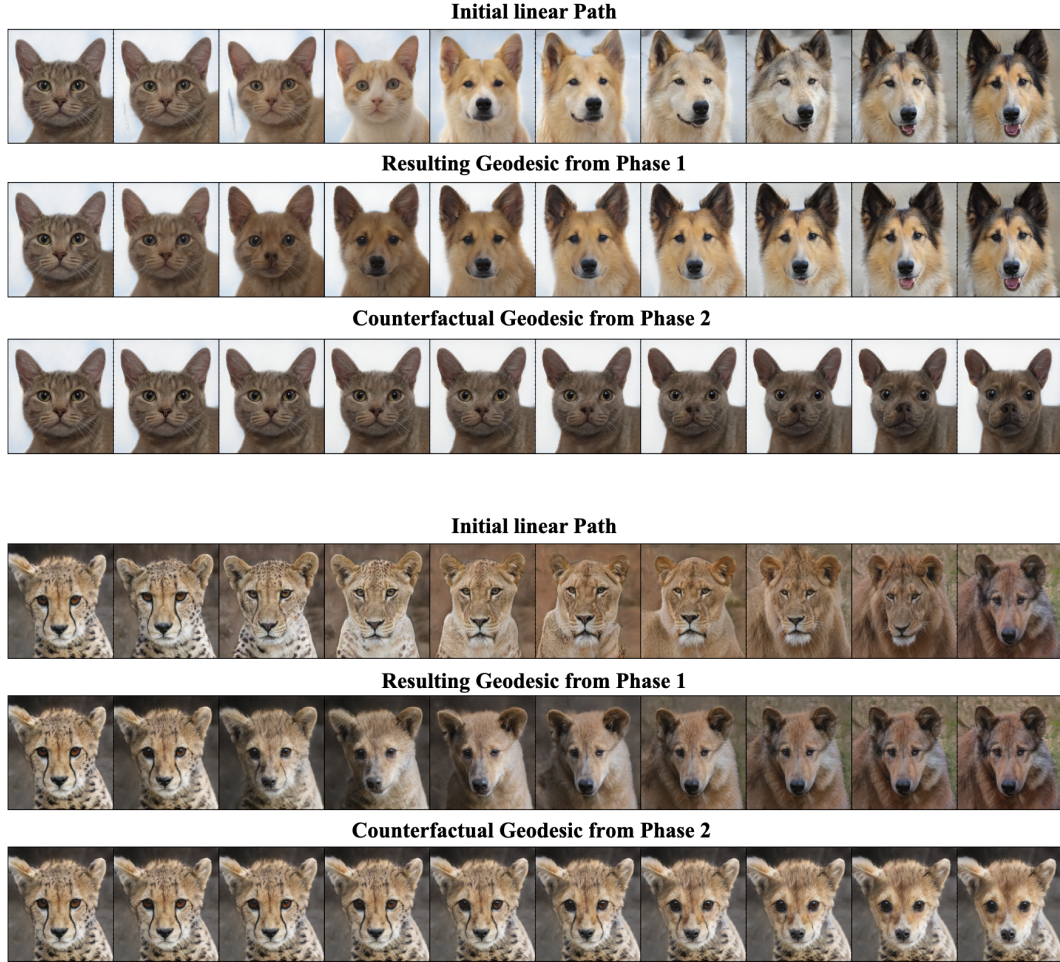 Initial linear Path
Resulting Geodesic from Phase 1
Counterfactual Geodesic from Phase 2
Initial linear Path
Resulting Geodesic from Phase 1
Counterfactual Geodesic from Phase 2